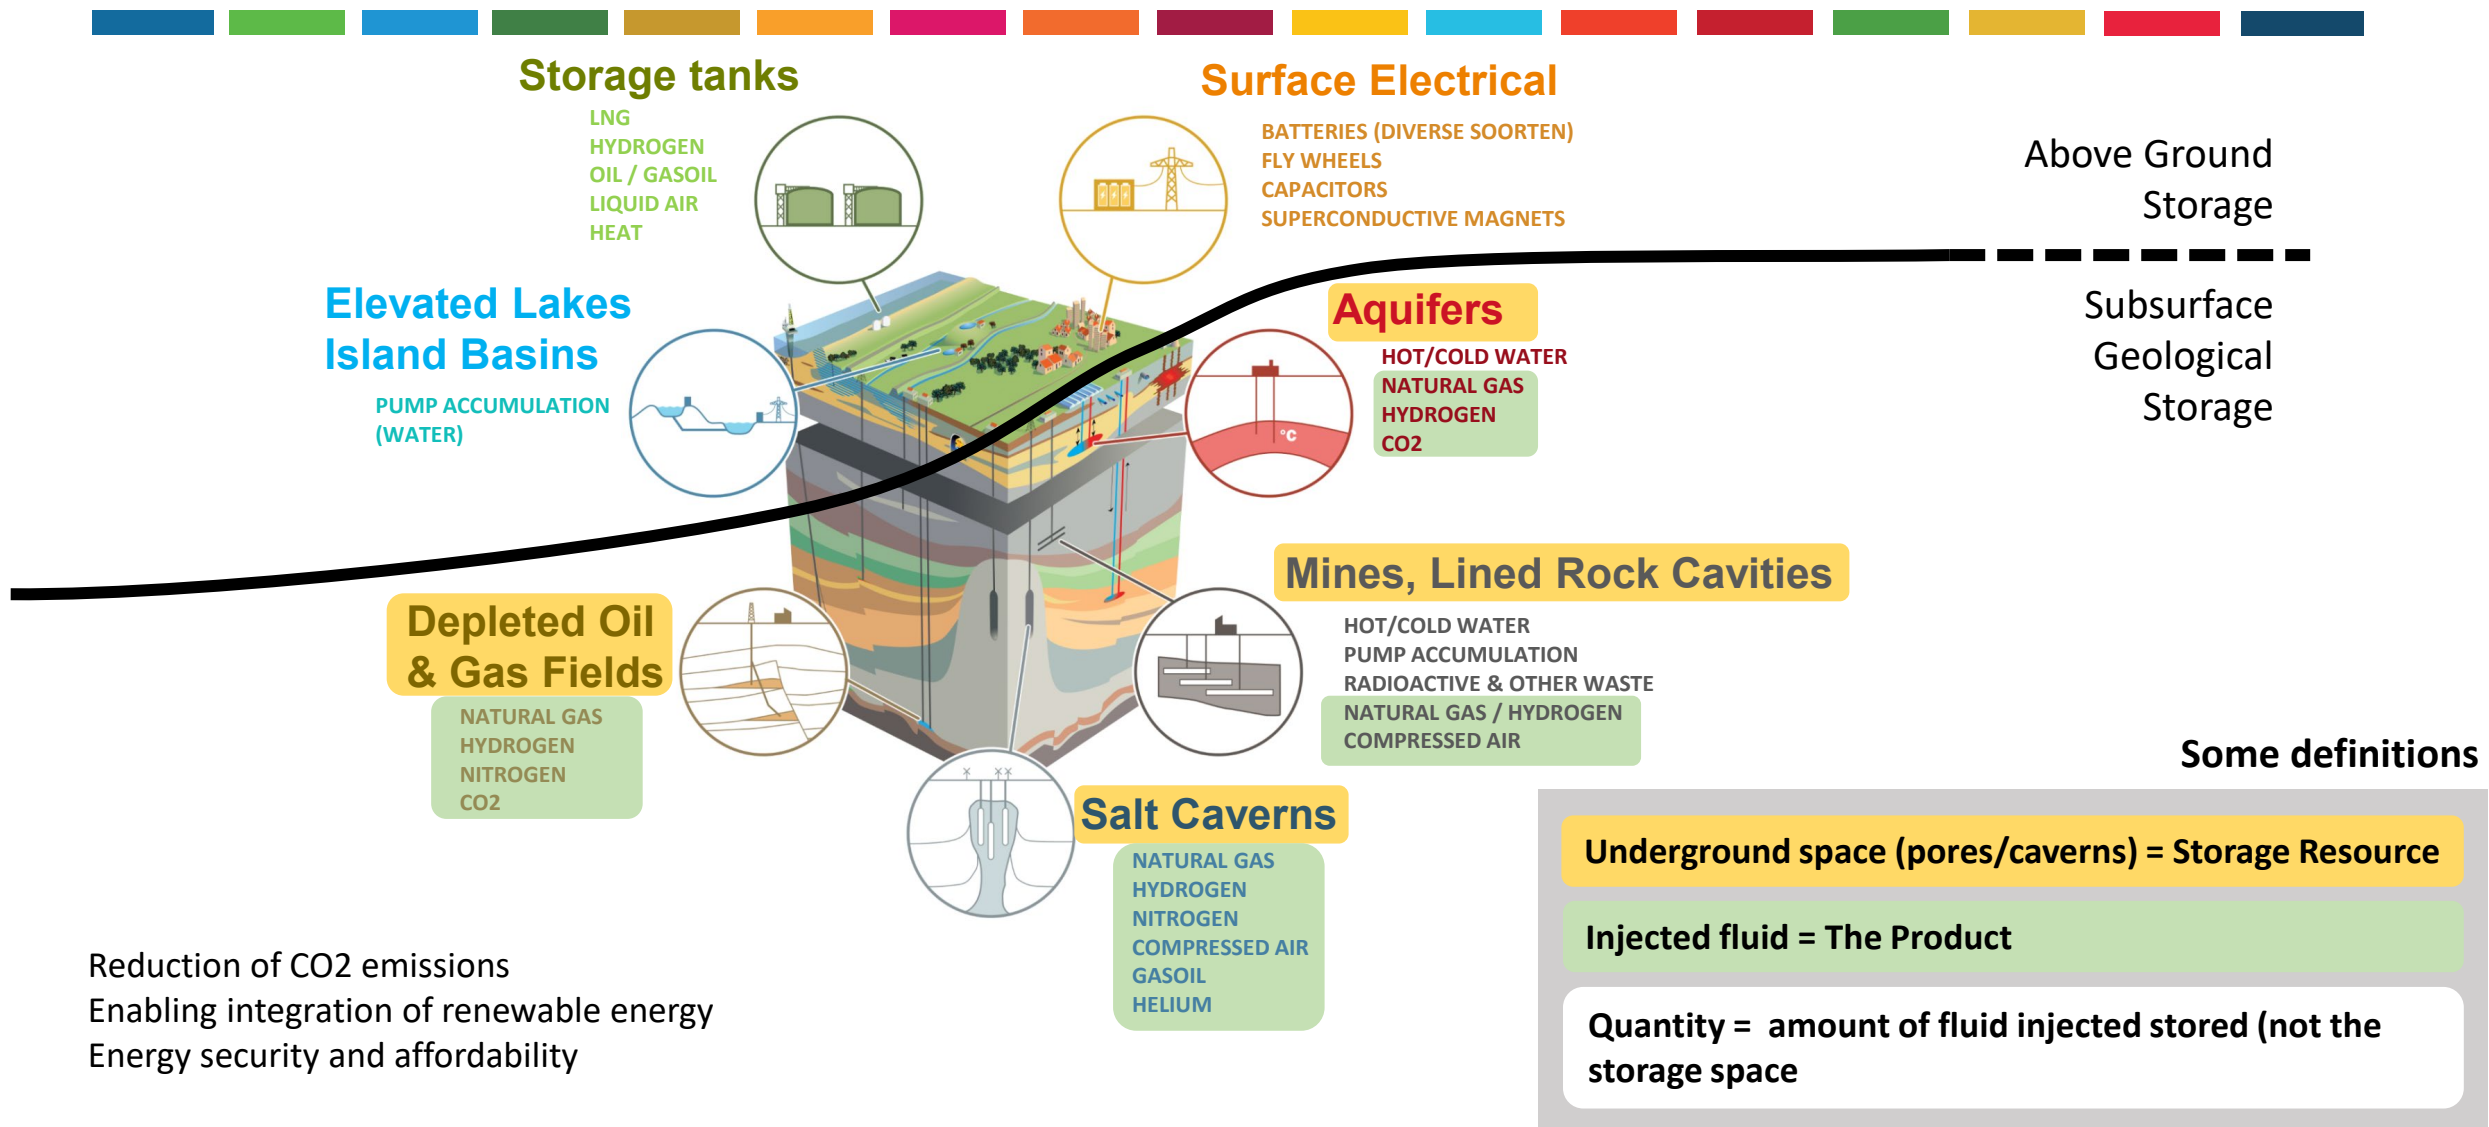 Storage tanks
LNG
HYDROGEN
OIL / GASOIL
LIQUID AIR
HEAT
Surface Electrical
BATTERIES (DIVERSE SOORTEN)
FLY WHEELS
CAPACITORS
SUPERCONDUCTIVE MAGNETS
Above Ground
Storage
Elevated Lakes
Island Basins
PUMP ACCUMULATION
(WATER)
Aquifers
HOT/COLD WATER
NATURAL GAS
HYDROGEN
CO2
°C
Subsurface
Geological
Storage
Depleted Oil
& Gas Fields
NATURAL GAS
HYDROGEN
NITROGEN
CO2
Mines, Lined Rock Cavities
HOT/COLD WATER
PUMP ACCUMULATION
RADIOACTIVE & OTHER WASTE
NATURAL GAS / HYDROGEN
COMPRESSED AIR
Salt Caverns
NATURAL GAS
HYDROGEN
NITROGEN
COMPRESSED AIR
GASOIL
HELIUM
Reduction of CO2 emissions
Enabling integration of renewable energy
Energy security and affordability
Some definitions
Underground space (pores/caverns) = Storage Resource
Injected fluid = The Product
Quantity =  amount of fluid injected stored (not the
storage space